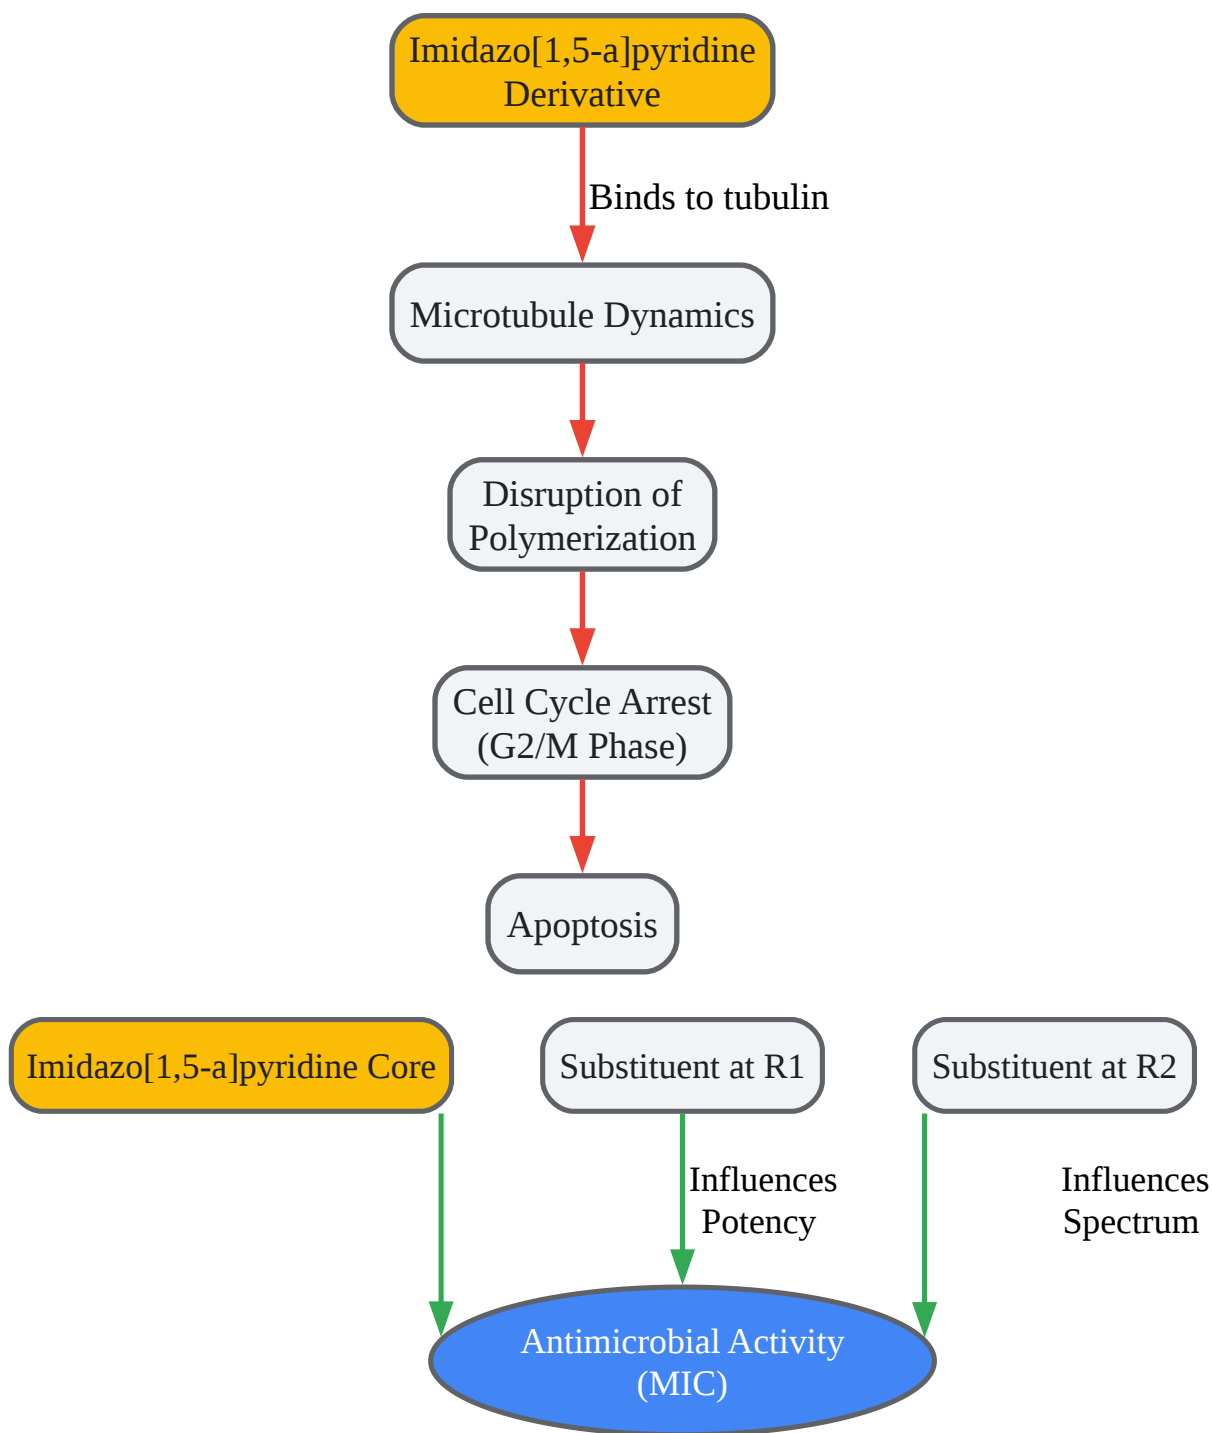 Imidazo[1,5-a]pyridine
Derivative
Binds to tubulin
Microtubule Dynamics
Disruption of
Polymerization
Cell Cycle Arrest
(G2/M Phase)
Apoptosis
Imidazo[1,5-a]pyridine Core
Substituent at R1
Substituent at R2
Influences
Potency
Influences
Spectrum
Antimicrobial Activity
(MIC)